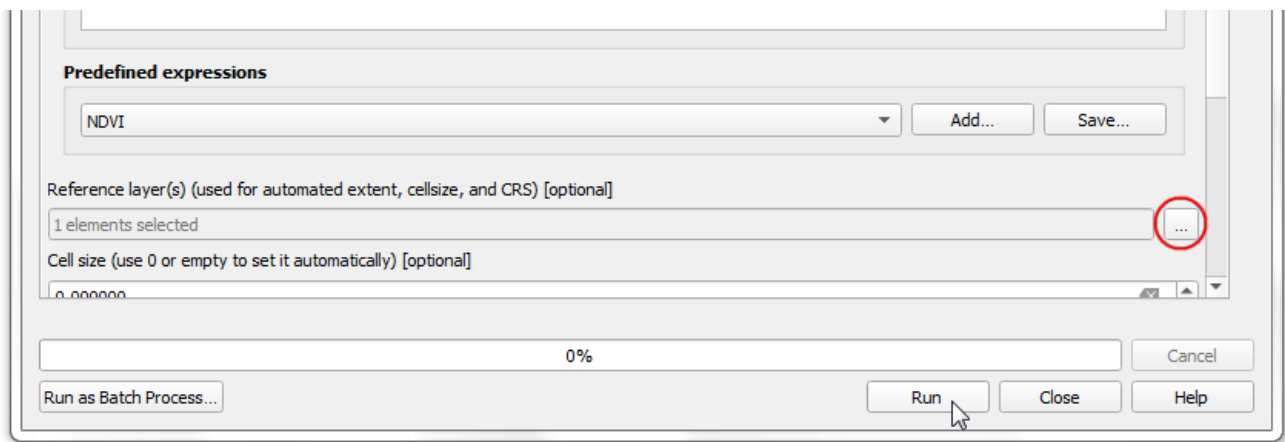 Predefined expressions
NDVI
Add...
Save...
Reference layer(s) (used for automated extent, cellsize, and CRS) [optional]
1 elements selected
...
Cell size (use 0 or empty to set it automatically) [optional]
0.000000
0%
Cancel
Run as Batch Process...
Run
Close
Help